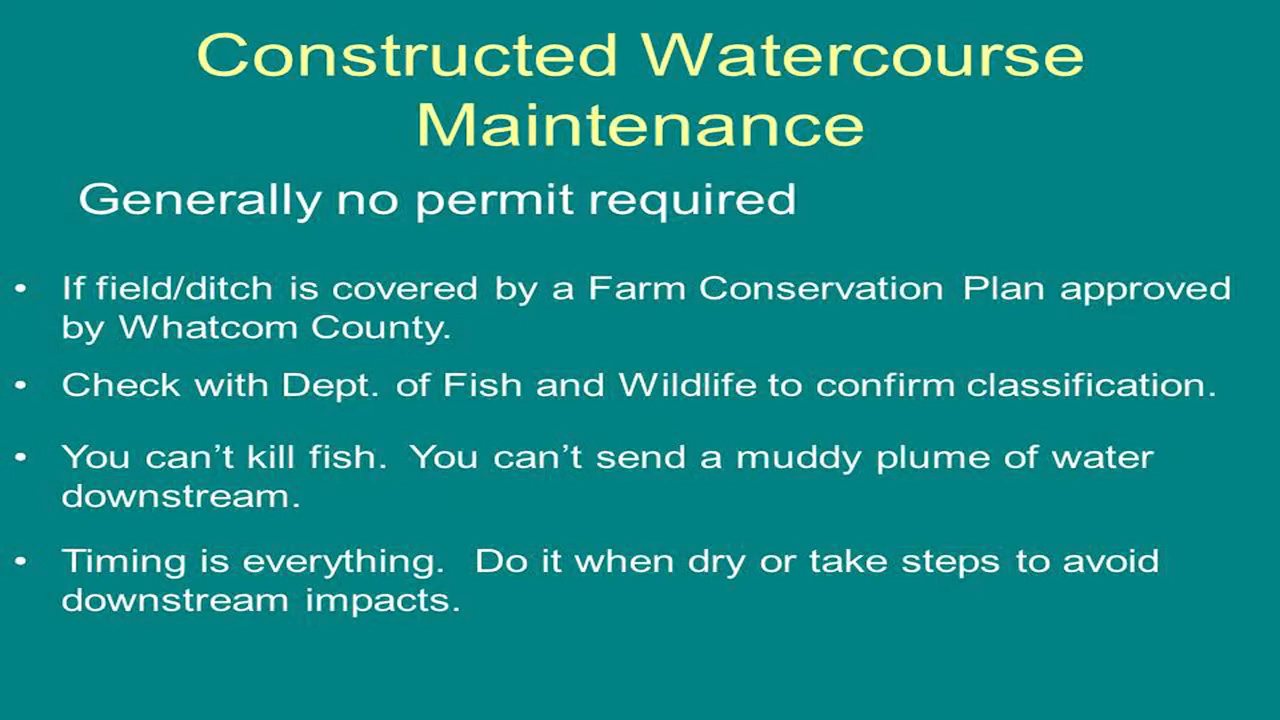 Constructed Watercourse
Maintenance
Generally no permit required
• If field/ditch is covered by a Farm Conservation Plan approved
by Whatcom County.
• Check with Dept. of Fish and Wildlife to confirm classification.
• You can’t kill fish. You can’t send a muddy plume of water
downstream.
• Timing is everything. Do it when dry or take steps to avoid
downstream impacts.